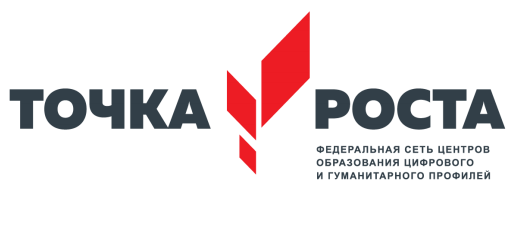 ТОЧКА РОСТА
ФЕДЕРАЛЬНАЯ СЕТЬ ЦЕНТРОВ
ОБРАЗОВАНИЯ ЦИФРОВОГО
И ГУМАНИТАРНОГО ПРОФИЛЕЙ